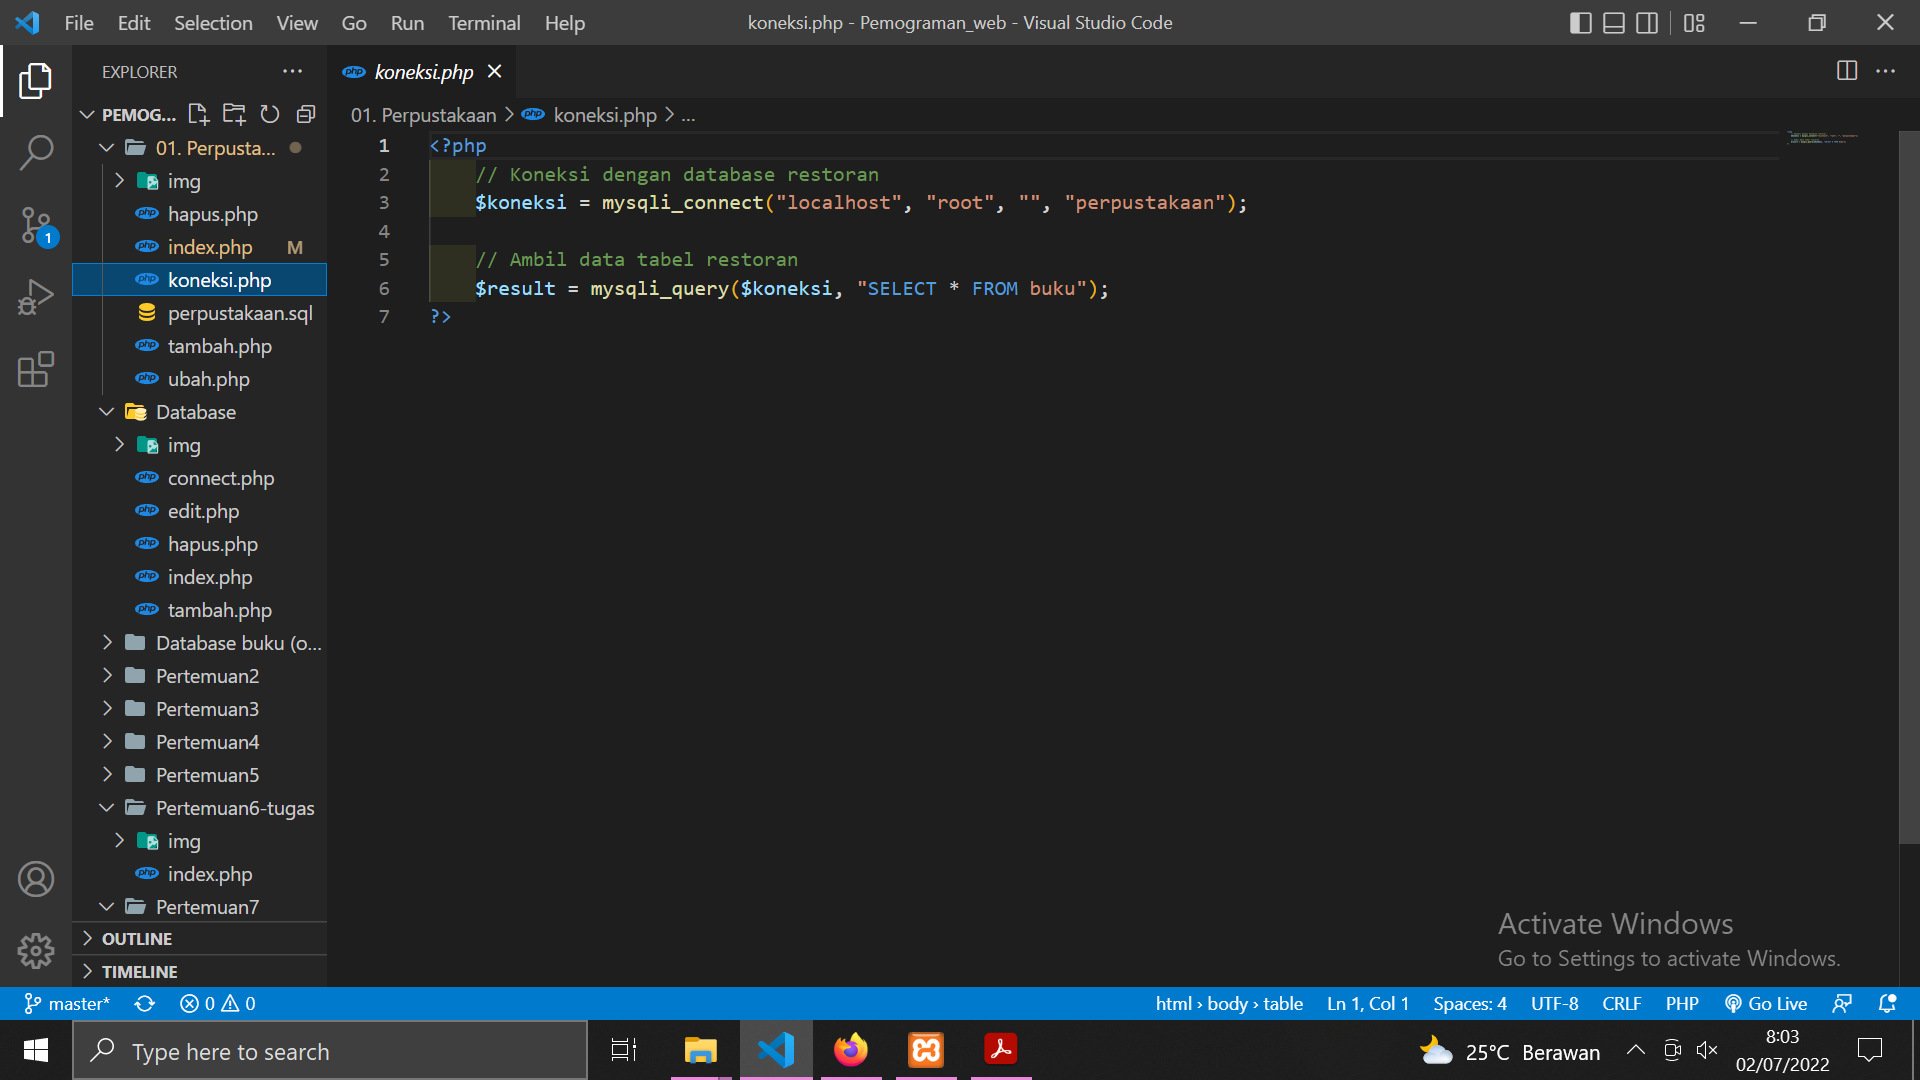 File Edit Selection View Go Run Terminal Help
koneksi.php - Pemograman_web - Visual Studio Code
EXPLORER
PEMOG...
01. Perpusta...
img
hapus.php
index.php M
koneksi.php
perpustakaan.sql
tambah.php
ubah.php
Database
img
connect.php
edit.php
hapus.php
index.php
tambah.php
Database buku (o...
Pertemuan2
Pertemuan3
Pertemuan4
Pertemuan5
Pertemuan6-tugas
img
index.php
Pertemuan7
OUTLINE
TIMELINE
1
php koneksi.php
01. Perpustakaan > php koneksi.php > ...
1 <?php
2 // Koneksi dengan database restoran
3 $koneksi = mysqli_connect("localhost", "root", "", "perpustakaan");
4
5 // Ambil data tabel restoran
6 $result = mysqli_query($koneksi, "SELECT * FROM buku");
7 ?>
Activate Windows
Go to Settings to activate Windows.
master* 0 0
html › body › table Ln 1, Col 1 Spaces: 4 UTF-8 CRLF PHP Go Live
Type here to search
25°C Berawan
8:03
02/07/2022